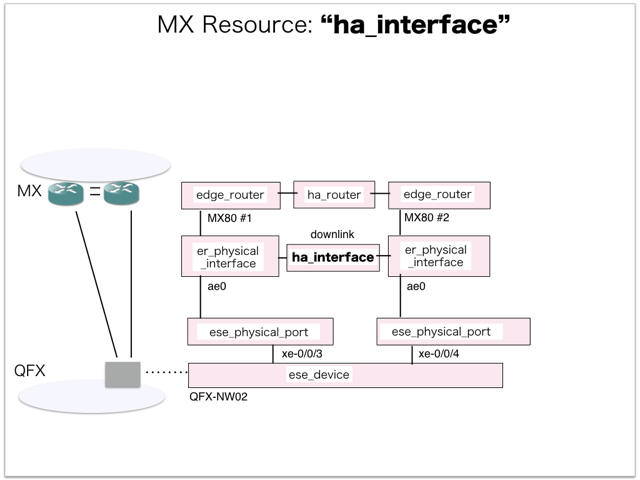 MX Resource: “ha_interface”
MX
=
edge_router
ha_router
edge_router
MX80 #1
MX80 #2
downlink
er_physical
_interface
ha_interface
er_physical
_interface
ae0
ae0
ese_physical_port
ese_physical_port
xe-0/0/3
xe-0/0/4
QFX
ese_device
QFX-NW02